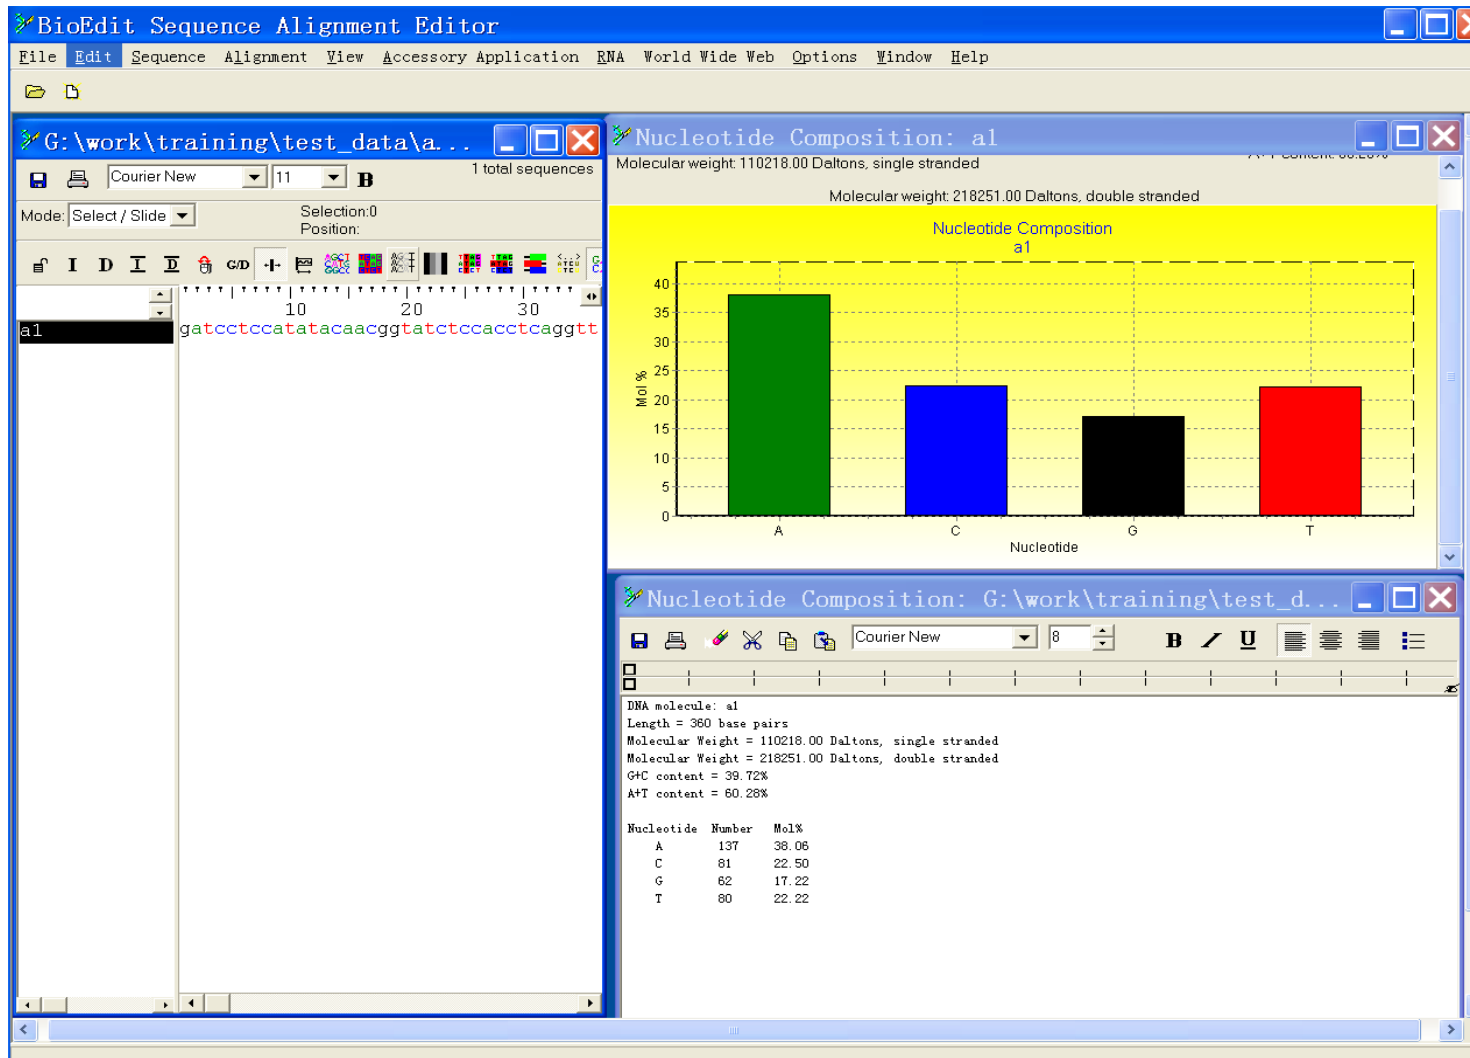 BioEdit Sequence Alignment Editor
File Edit Sequence Alignment View Accessory Application RNA World Wide Web Options Window Help
G:\work\training\test_data\a...
Courier New 11 B 1 total sequences
Mode: Select / Slide Selection:0
Position:
I D I D G/D
10 20 30
a1 gatcctccatatacaacggtatctccacctcaggtt
Nucleotide Composition: a1
Molecular weight: 110218.00 Daltons, single stranded
Molecular weight: 218251.00 Daltons, double stranded
Nucleotide Composition
a1
40
35
30
25
20
15
10
5
0
Mol %
A C G T
Nucleotide
Nucleotide Composition: G:\work\training\test_d...
Courier New 8 B I U
DNA molecule: a1
Length = 360 base pairs
Molecular Weight = 110218.00 Daltons, single stranded
Molecular Weight = 218251.00 Daltons, double stranded
G+C content = 39.72%
A+T content = 60.28%
Nucleotide Number Mol%
A 137 38.06
C 81 22.50
G 62 17.22
T 80 22.22